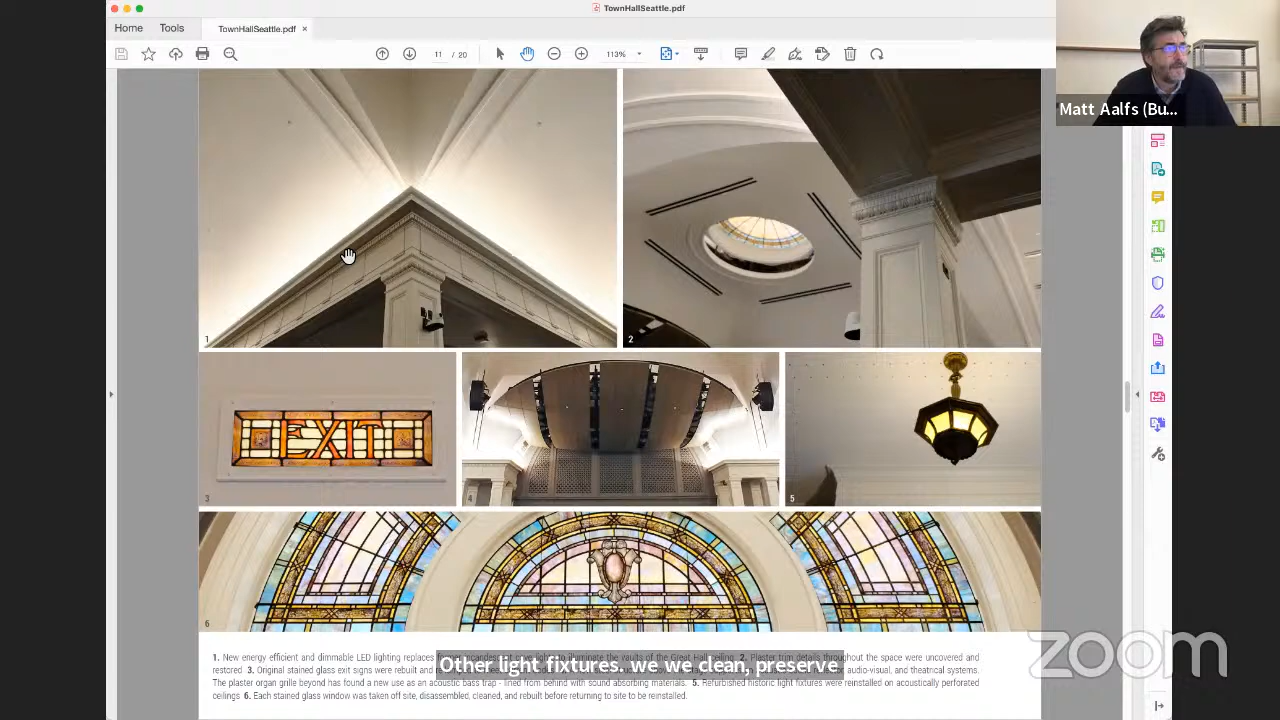 TownHallSeattle.pdf
Home Tools TownHallSeattle.pdf ×
11 / 20 113%
Matt Aalfs (Bu...
1
2
EXIT
3
5
6
1. New energy efficient and dimmable LED lighting replaces to illuminate the vaults of the Great Hall ceiling. 2. Plaster trim details throughout the space were uncovered and
restored 3. Original stained glass exit signs were rebuilt and audio-visual, and theatrical systems.
The plaster organ grille beyond has found a new use as an acoustic bass trap - lined from behind with sound absorbing materials. 5. Refurbished historic light fixtures were reinstalled on acoustically perforated
ceilings 6. Each stained glass window was taken off site, disassembled, cleaned, and rebuilt before returning to site to be reinstalled.
Other light fixtures. we we clean, preserve
zoom